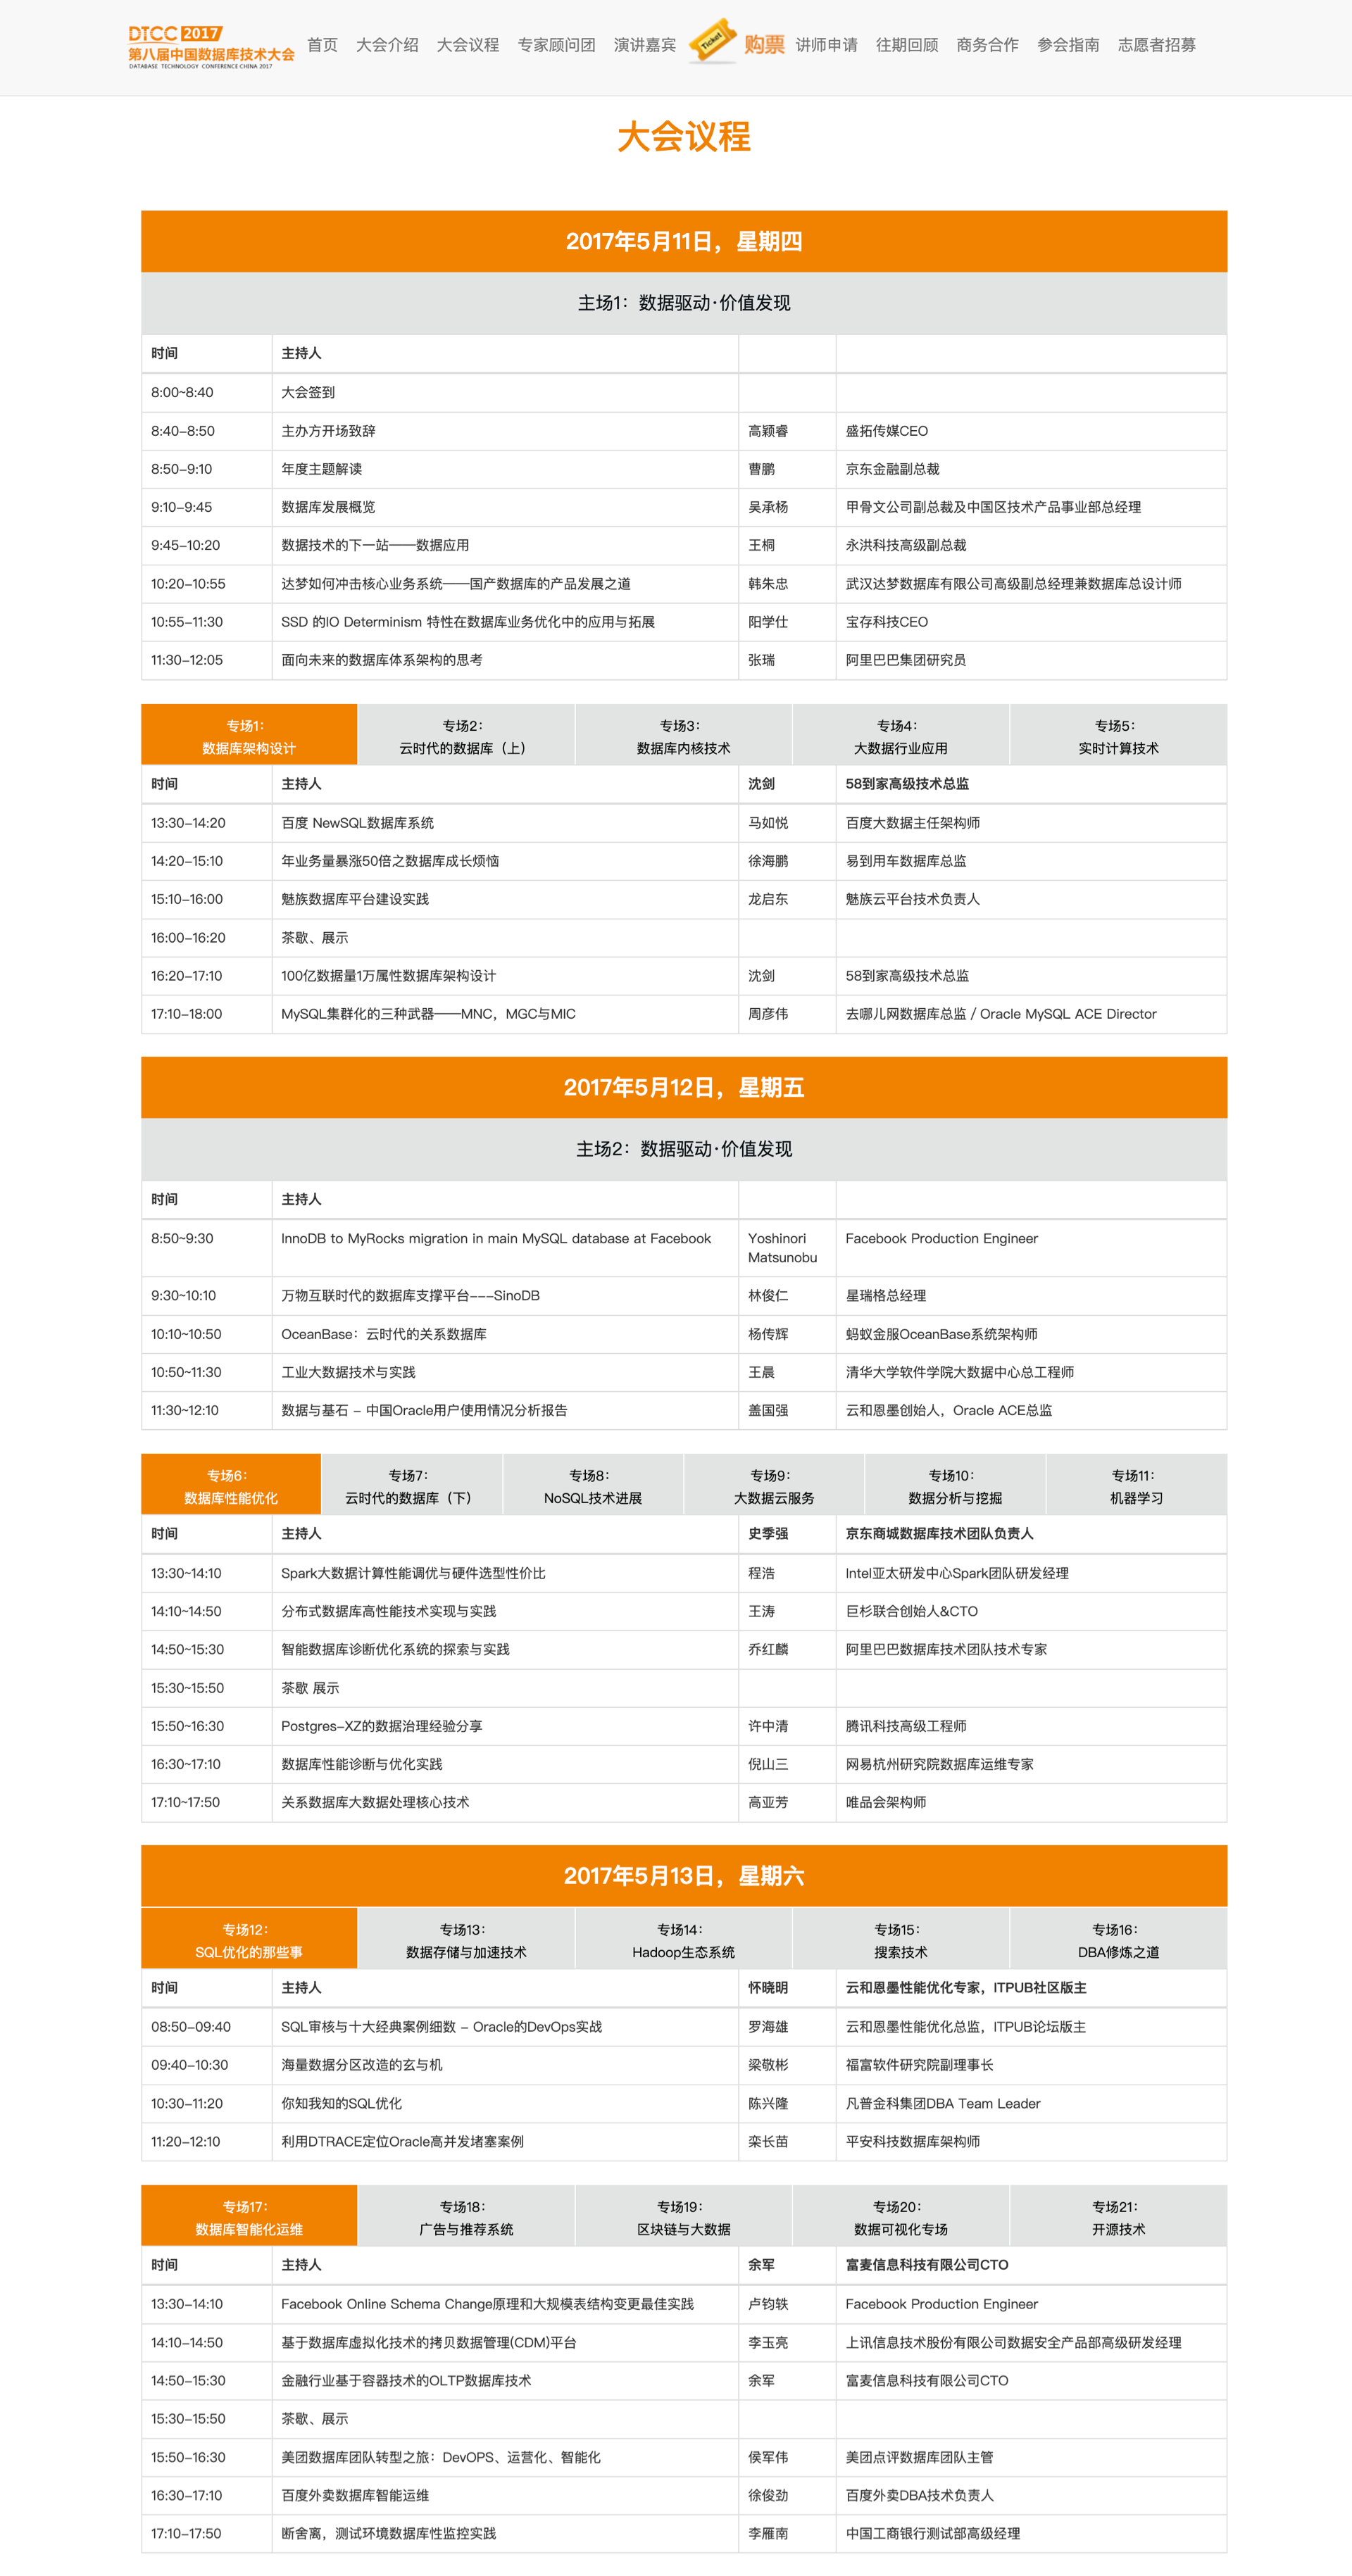 DTCC 2017
第八届中国数据库技术大会
DATABASE TECHNOLOGY CONFERENCE CHINA 2017
首页 大会介绍 大会议程 专家顾问团 演讲嘉宾 Ticket 购票 讲师申请 往期回顾 商务合作 参会指南 志愿者招募
大会议程
2017年5月11日，星期四
主场1：数据驱动·价值发现
时间 主持人
8:00~8:40 大会签到
8:40-8:50 主办方开场致辞 高颖睿 盛拓传媒CEO
8:50-9:10 年度主题解读 曹鹏 京东金融副总裁
9:10-9:45 数据库发展概览 吴承杨 甲骨文公司副总裁及中国区技术产品事业部总经理
9:45-10:20 数据技术的下一站——数据应用 王桐 永洪科技高级副总裁
10:20-10:55 达梦如何冲击核心业务系统——国产数据库的产品发展之道 韩朱忠 武汉达梦数据库有限公司高级副总经理兼数据库总设计师
10:55-11:30 SSD 的IO Determinism 特性在数据库业务优化中的应用与拓展 阳学仕 宝存科技CEO
11:30-12:05 面向未来的数据库体系架构的思考 张瑞 阿里巴巴集团研究员
专场1： 专场2： 专场3： 专场4： 专场5：
数据库架构设计 云时代的数据库（上） 数据库内核技术 大数据行业应用 实时计算技术
时间 主持人 沈剑 58到家高级技术总监
13:30-14:20 百度 NewSQL数据库系统 马如悦 百度大数据主任架构师
14:20-15:10 年业务量暴涨50倍之数据库成长烦恼 徐海鹏 易到用车数据库总监
15:10-16:00 魅族数据库平台建设实践 龙启东 魅族云平台技术负责人
16:00-16:20 茶歇、展示
16:20-17:10 100亿数据量1万属性数据库架构设计 沈剑 58到家高级技术总监
17:10-18:00 MySQL集群化的三种武器——MNC，MGC与MIC 周彦伟 去哪儿网数据库总监 / Oracle MySQL ACE Director
2017年5月12日，星期五
主场2：数据驱动·价值发现
时间 主持人
8:50~9:30 InnoDB to MyRocks migration in main MySQL database at Facebook Yoshinori Facebook Production Engineer
Matsunobu
9:30~10:10 万物互联时代的数据库支撑平台---SinoDB 林俊仁 星瑞格总经理
10:10~10:50 OceanBase：云时代的关系数据库 杨传辉 蚂蚁金服OceanBase系统架构师
10:50~11:30 工业大数据技术与实践 王晨 清华大学软件学院大数据中心总工程师
11:30~12:10 数据与基石 - 中国Oracle用户使用情况分析报告 盖国强 云和恩墨创始人，Oracle ACE总监
专场6： 专场7： 专场8： 专场9： 专场10： 专场11：
数据库性能优化 云时代的数据库（下） NoSQL技术进展 大数据云服务 数据分析与挖掘 机器学习
时间 主持人 史季强 京东商城数据库技术团队负责人
13:30~14:10 Spark大数据计算性能调优与硬件选型性价比 程浩 Intel亚太研发中心Spark团队研发经理
14:10~14:50 分布式数据库高性能技术实现与实践 王涛 巨杉联合创始人&CTO
14:50~15:30 智能数据库诊断优化系统的探索与实践 乔红麟 阿里巴巴数据库技术团队技术专家
15:30~15:50 茶歇 展示
15:50~16:30 Postgres-XZ的数据治理经验分享 许中清 腾讯科技高级工程师
16:30~17:10 数据库性能诊断与优化实践 倪山三 网易杭州研究院数据库运维专家
17:10~17:50 关系数据库大数据处理核心技术 高亚芳 唯品会架构师
2017年5月13日，星期六
专场12： 专场13： 专场14： 专场15： 专场16：
SQL优化的那些事 数据存储与加速技术 Hadoop生态系统 搜索技术 DBA修炼之道
时间 主持人 怀晓明 云和恩墨性能优化专家，ITPUB社区版主
08:50-09:40 SQL审核与十大经典案例细数 - Oracle的DevOps实战 罗海雄 云和恩墨性能优化总监，ITPUB论坛版主
09:40-10:30 海量数据分区改造的玄与机 梁敬彬 福富软件研究院副理事长
10:30-11:20 你知我知的SQL优化 陈兴隆 凡普金科集团DBA Team Leader
11:20-12:10 利用DTRACE定位Oracle高并发堵塞案例 栾长苗 平安科技数据库架构师
专场17： 专场18： 专场19： 专场20： 专场21：
数据库智能化运维 广告与推荐系统 区块链与大数据 数据可视化专场 开源技术
时间 主持人 余军 富麦信息科技有限公司CTO
13:30-14:10 Facebook Online Schema Change原理和大规模表结构变更最佳实践 卢钧轶 Facebook Production Engineer
14:10-14:50 基于数据库虚拟化技术的拷贝数据管理(CDM)平台 李玉亮 上讯信息技术股份有限公司数据安全产品部高级研发经理
14:50-15:30 金融行业基于容器技术的OLTP数据库技术 余军 富麦信息科技有限公司CTO
15:30-15:50 茶歇、展示
15:50-16:30 美团数据库团队转型之旅：DevOPS、运营化、智能化 侯军伟 美团点评数据库团队主管
16:30-17:10 百度外卖数据库智能运维 徐俊劲 百度外卖DBA技术负责人
17:10-17:50 断舍离，测试环境数据库性监控实践 李雁南 中国工商银行测试部高级经理